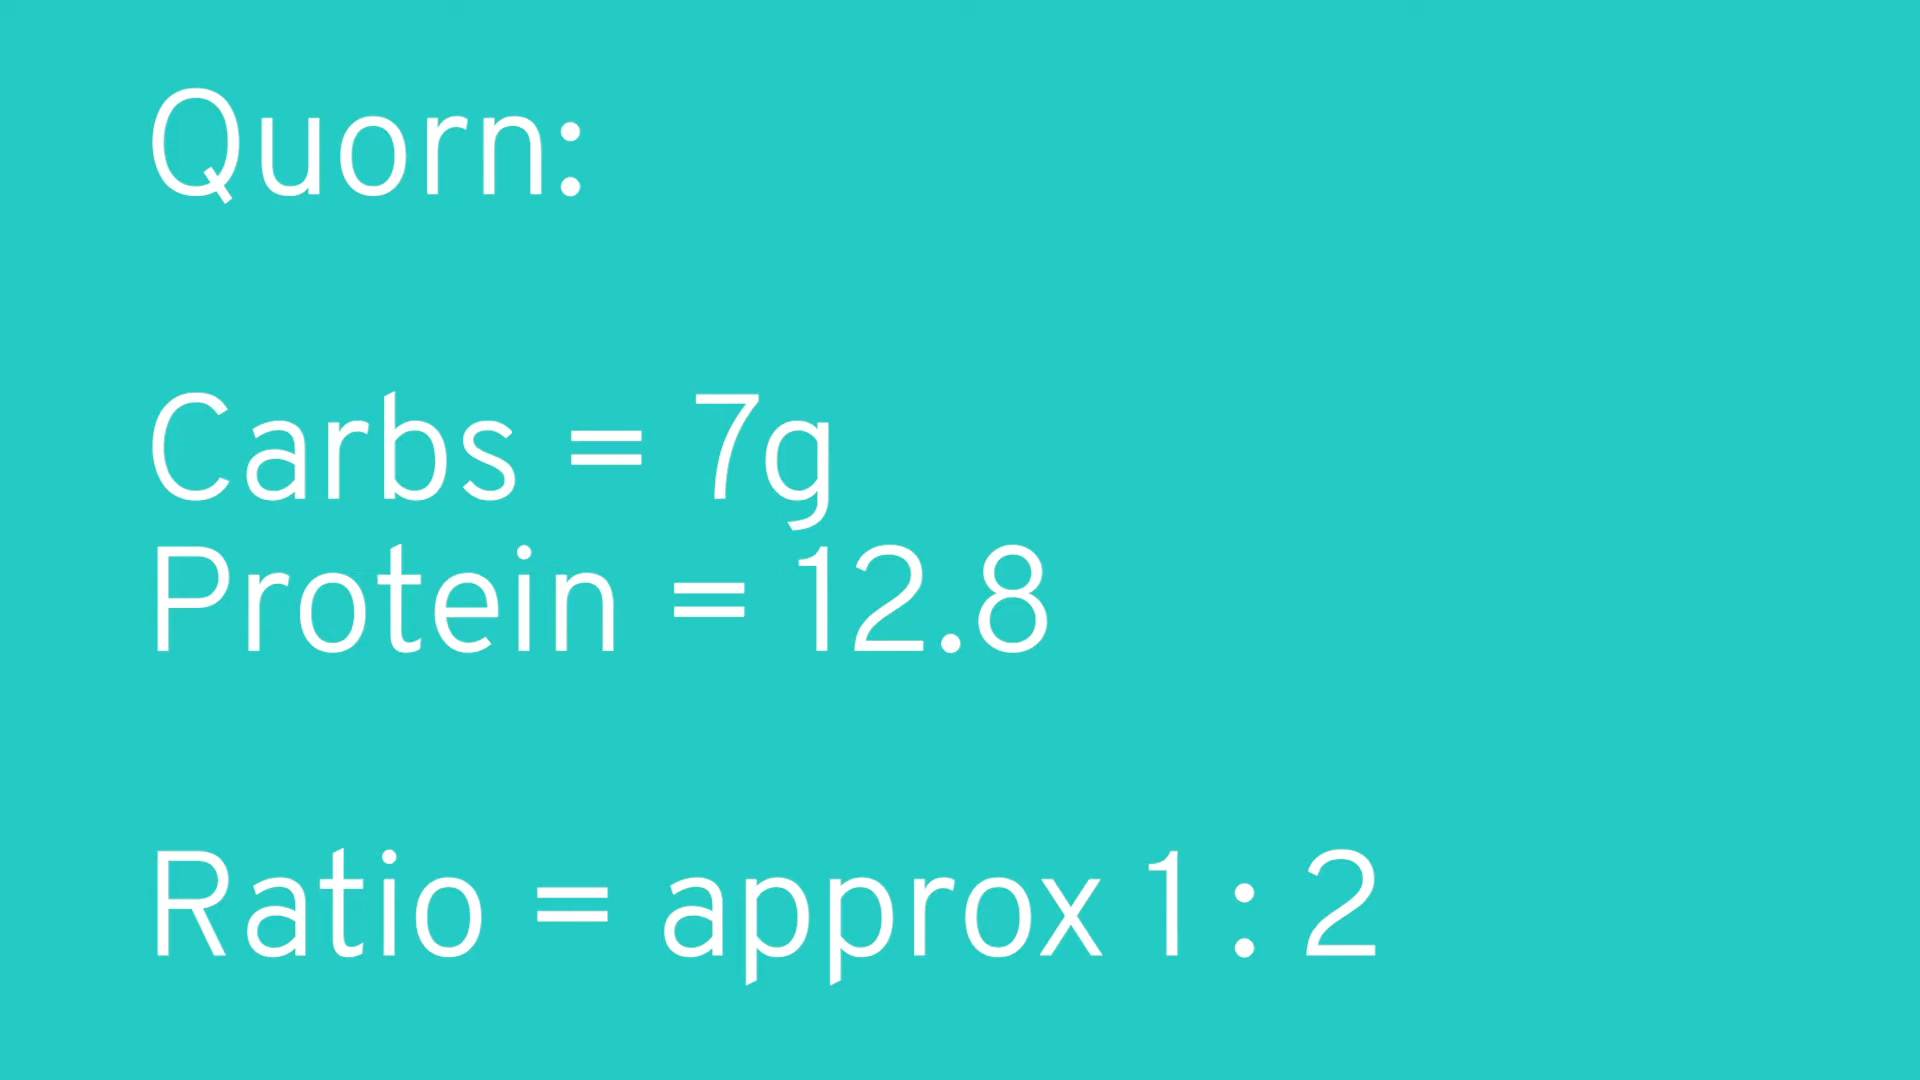 Quorn:
Carbs = 7g
Protein = 12.8
Ratio = approx 1 : 2